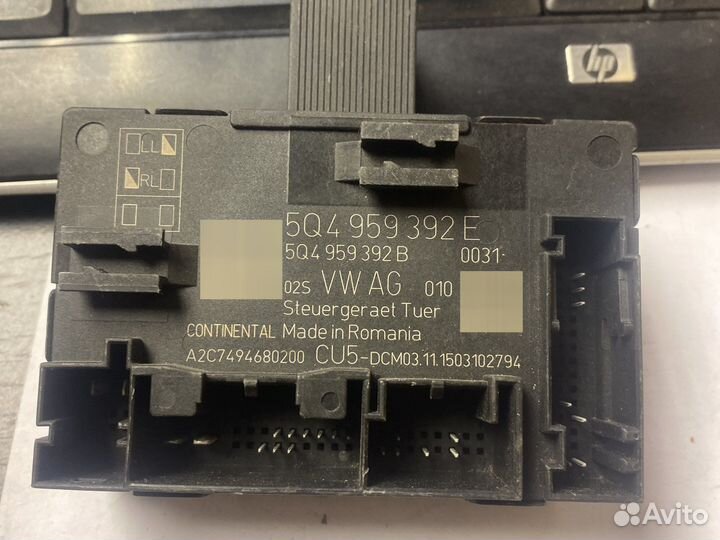 hp
LL
RL
5Q4 959 392 E
5Q4 959 392 B 0031
02S VW AG 010
Steuergeraet Tuer
CONTINENTAL Made in Romania
A2C7494680200 CU5-DCM03.11.1503102794
Avito